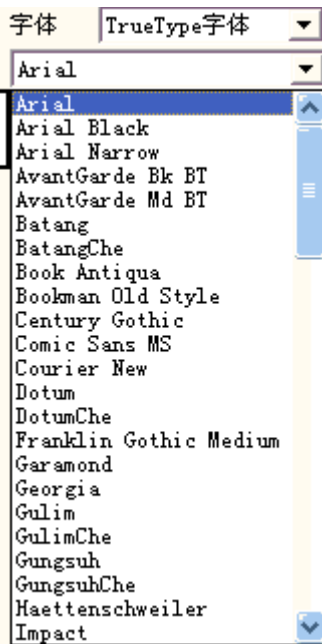 字体 TrueType字体
Arial
Arial
Arial Black
Arial Narrow
AvantGarde Bk BT
AvantGarde Md BT
Batang
BatangChe
Book Antiqua
Bookman Old Style
Century Gothic
Comic Sans MS
Courier New
Dotum
DotumChe
Franklin Gothic Medium
Garamond
Georgia
Gulim
GulimChe
Gungsuh
GungsuhChe
Haettenschweiler
Impact